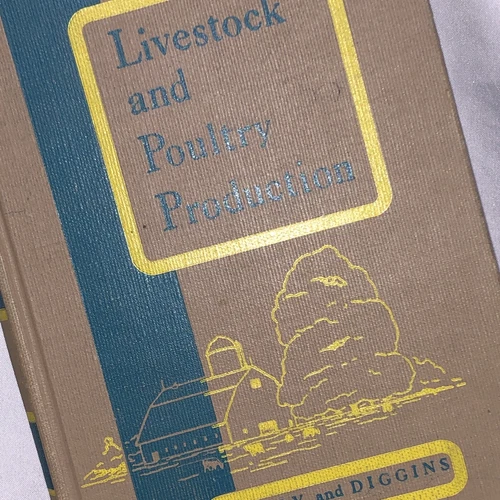 Livestock
and
Poultry
Production
and DIGGINS